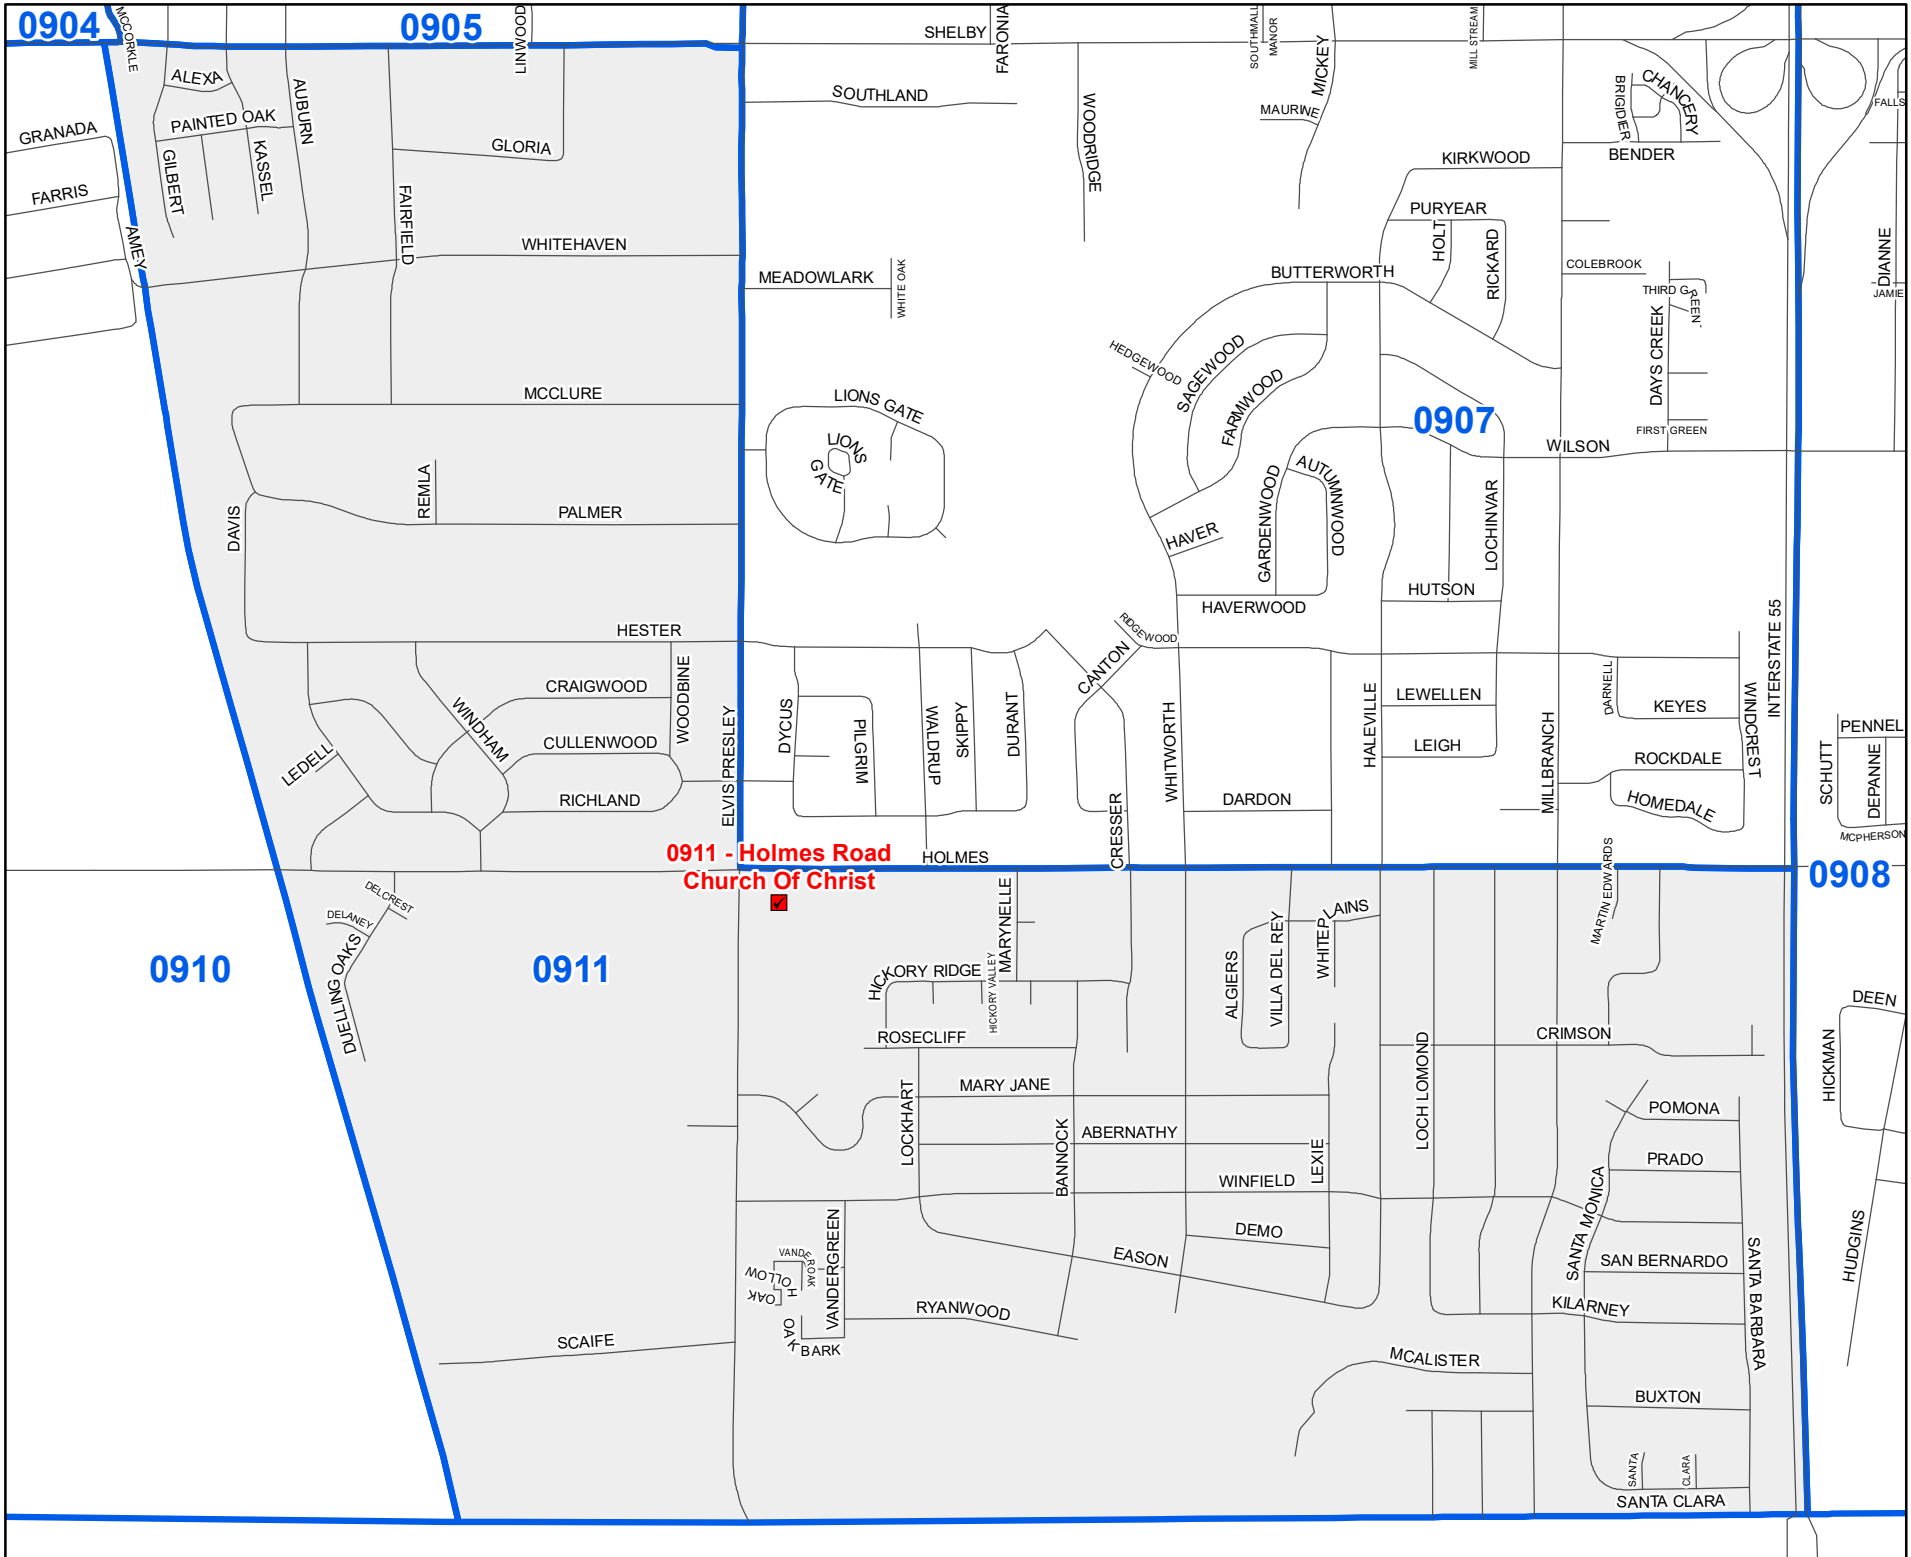 0904
MCCORKLE
0905
LINWOOD
SHELBY
FARONIA
SOUTHMALL
MANOR
MICKEY
MILL STREAM
ALEXA
AUBURN
SOUTHLAND
WOODRIDGE
MAURINE
BRIGIDIER
CHANCERY
FALLS
GRANADA
PAINTED OAK
GILBERT
KASSEL
GLORIA
KIRKWOOD
BENDER
FARRIS
FAIRFIELD
PURYEAR
HOLT
RICKARD
AMEY
WHITEHAVEN
MEADOWLARK
WHITE OAK
BUTTERWORTH
COLEBROOK
DIANNE
THIRD GREEN
JAMIE
HEDGEWOOD
SAGEWOOD
FARMWOOD
DAYS CREEK
MCCLURE
LIONS GATE
LIONS
GATE
0907
FIRST GREEN
WILSON
DAVIS
REMLA
PALMER
HAVER
GARDENWOOD
AUTUMNWOOD
LOCHINVAR
HAVERWOOD
HUTSON
HESTER
RIDGEWOOD
INTERSTATE 55
CRAIGWOOD
WOODBINE
WINDHAM
CULLENWOOD
LEDELL
RICHLAND
ELVIS PRESLEY
DYCUS
PILGRIM
WALDRUP
SKIPPY
DURANT
CANTON
CRESSER
WHITWORTH
DARDON
HALEVILLE
LEWELLEN
LEIGH
MILLBRANCH
DARNELL
KEYES
WINDCREST
ROCKDALE
HOMEDALE
SCHUTT
PENNEL
DEPANNE
MCPHERSON
0911 - Holmes Road
Church Of Christ
HOLMES
0908
DELCREST
DELANEY
DUELLING OAKS
0910
0911
MARYNELLE
HICKORY RIDGE
HICKORY VALLEY
ROSECLIFF
ALGIERS
VILLA DEL REY
WHITEPLAINS
MARTIN EDWARDS
CRIMSON
LOCH LOMOND
DEEN
HICKMAN
LOCKHART
MARY JANE
BANNOCK
ABERNATHY
LEXIE
WINFIELD
POMONA
PRADO
SANTA MONICA
VANDERGREEN
VANDEROAK
OAK HOLLOW
OAK BARK
DEMO
EASON
RYANWOOD
SAN BERNARDO
KILARNEY
SANTA BARBARA
HUDGINS
SCAIFE
MCALISTER
BUXTON
SANTA
CLARA
SANTA CLARA